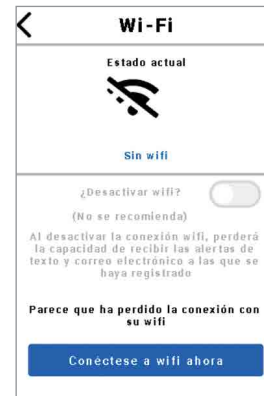 Wi-Fi
Estado actual
Sin wifi
¿Desactivar wifi?
(No se recomienda)
Al desactivar la conexión wifi, perderá
la capacidad de recibir las alertas de
texto y correo electrónico a las que se
haya registrado
Parece que ha perdido la conexión con
su wifi
Conéctese a wifi ahora